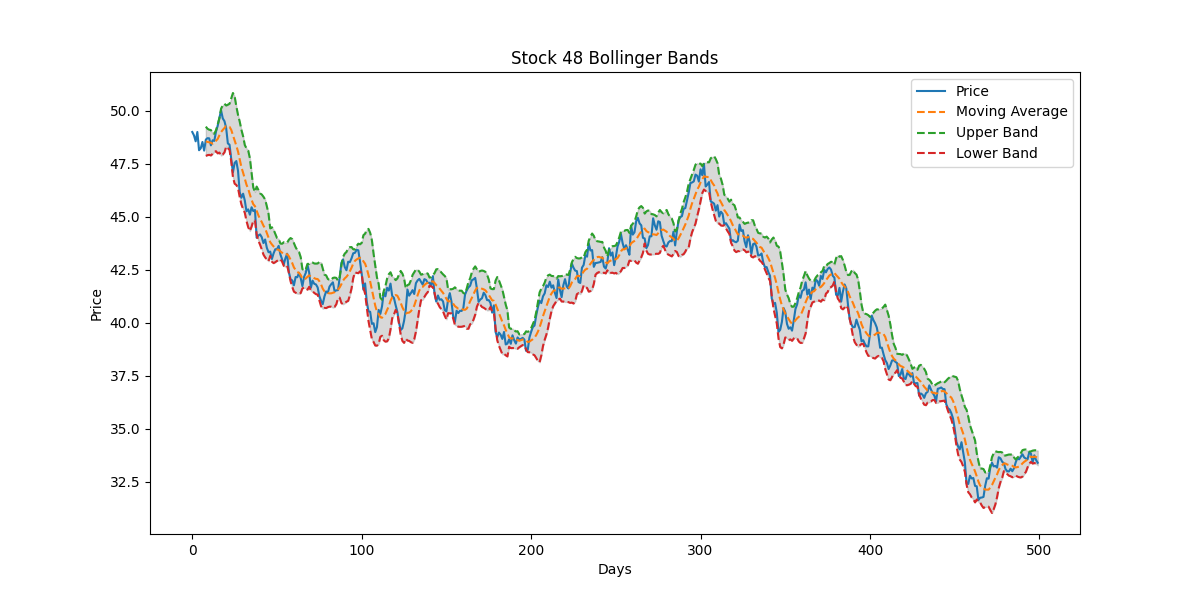 Stock 48 Bollinger Bands
Price
Moving Average
Upper Band
Lower Band
Price
50.0
47.5
45.0
42.5
40.0
37.5
35.0
32.5
0 100 200 300 400 500
Days